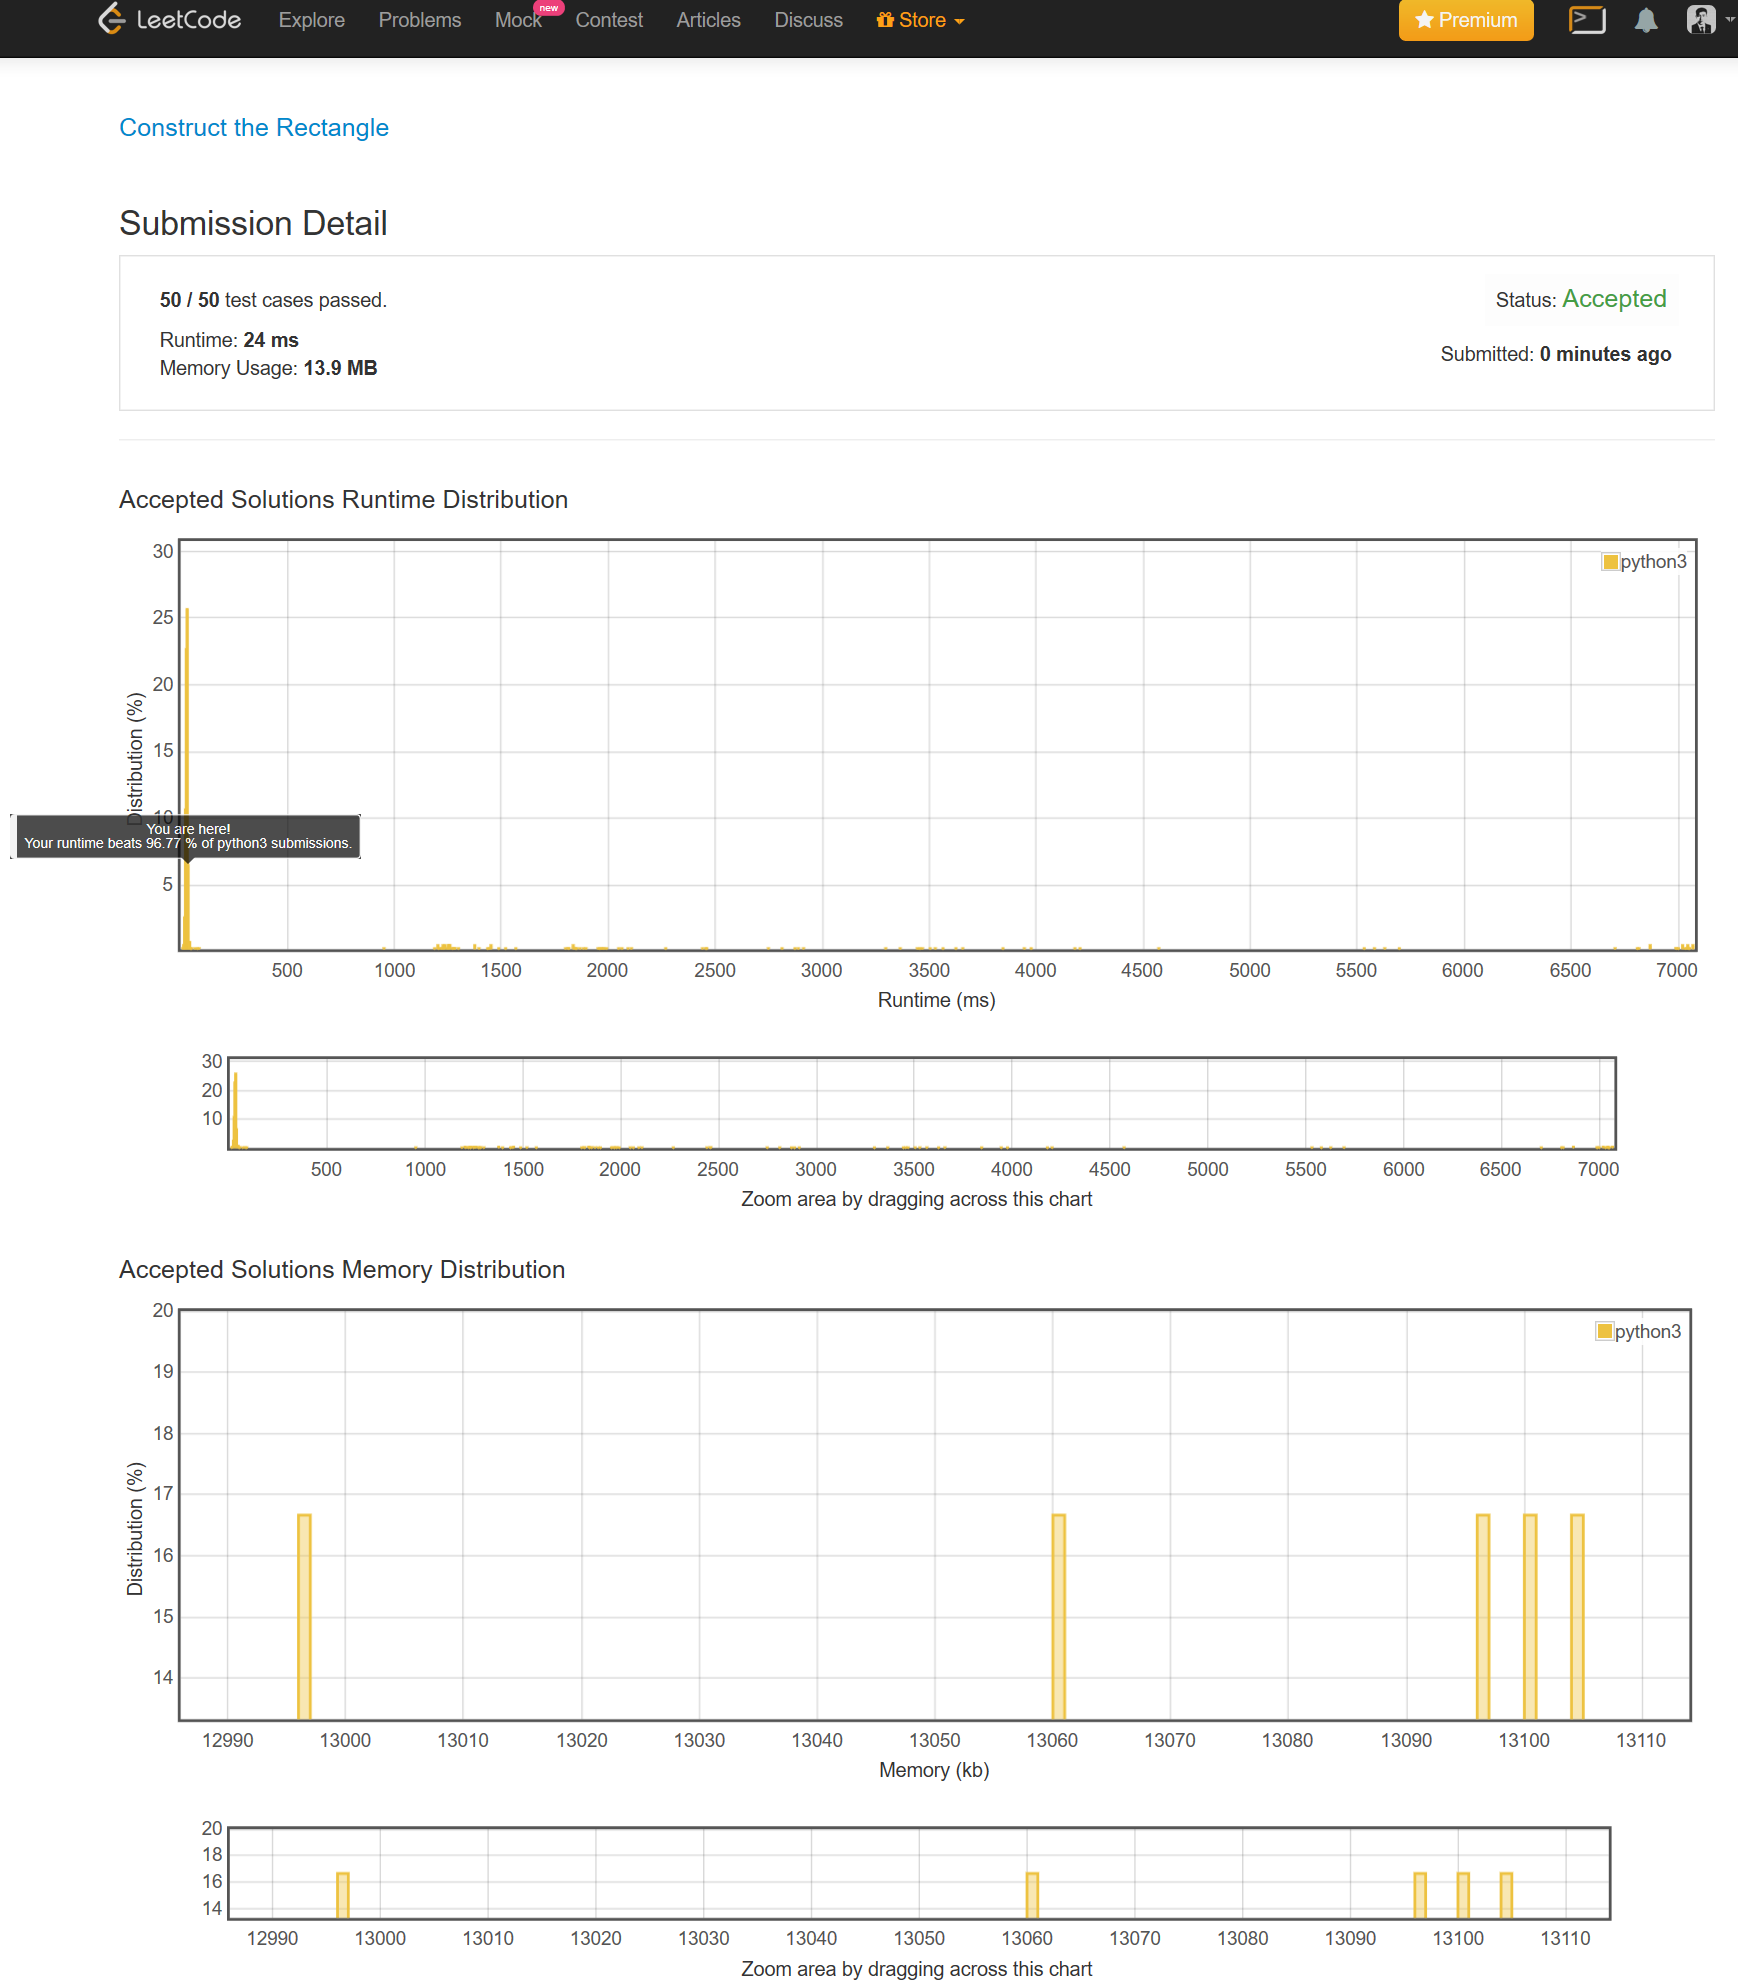 LeetCode Explore Problems Mock new Contest Articles Discuss Store Premium
Construct the Rectangle
Submission Detail
50 / 50 test cases passed.
Status: Accepted
Runtime: 24 ms
Submitted: 0 minutes ago
Memory Usage: 13.9 MB
Accepted Solutions Runtime Distribution
30
python3
25
20
Distribution (%)
15
10
You are here!
Your runtime beats 96.77 % of python3 submissions.
5
500 1000 1500 2000 2500 3000 3500 4000 4500 5000 5500 6000 6500 7000
Runtime (ms)
30
20
10
500 1000 1500 2000 2500 3000 3500 4000 4500 5000 5500 6000 6500 7000
Zoom area by dragging across this chart
Accepted Solutions Memory Distribution
20
python3
19
18
17
Distribution (%)
16
15
14
12990 13000 13010 13020 13030 13040 13050 13060 13070 13080 13090 13100 13110
Memory (kb)
20
18
16
14
12990 13000 13010 13020 13030 13040 13050 13060 13070 13080 13090 13100 13110
Zoom area by dragging across this chart